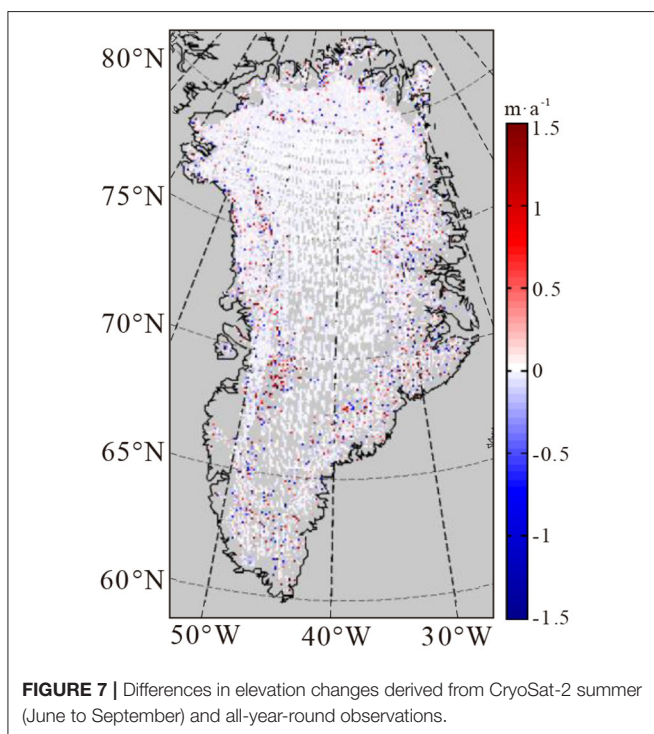 80°N
m·a⁻¹
1.5
75°N
1
0.5
70°N
0
65°N
-0.5
-1
60°N
-1.5
50°W 40°W 30°W
FIGURE 7 | Differences in elevation changes derived from CryoSat-2 summer
(June to September) and all-year-round observations.